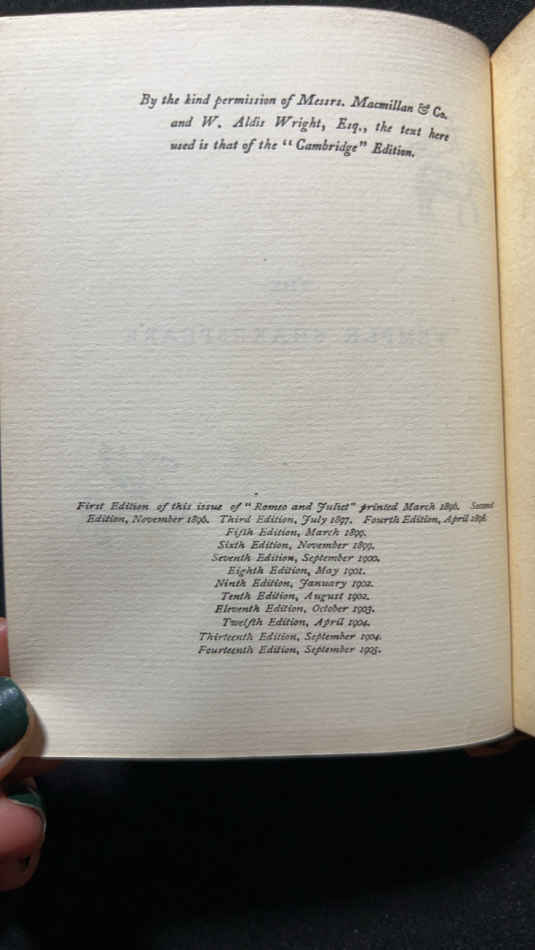 By the kind permission of Messrs. Macmillan & Co.
and W. Aldis Wright, Esq., the text here
used is that of the "Cambridge" Edition.
First Edition of this issue of "Romeo and Juliet" printed March 1896. Second
Edition, November 1896. Third Edition, July 1897. Fourth Edition, April 1898.
Fifth Edition, March 1899.
Sixth Edition, November 1899.
Seventh Edition, September 1900.
Eighth Edition, May 1901.
Ninth Edition, January 1902.
Tenth Edition, August 1902.
Eleventh Edition, October 1903.
Twelfth Edition, April 1904.
Thirteenth Edition, September 1904.
Fourteenth Edition, September 1905.